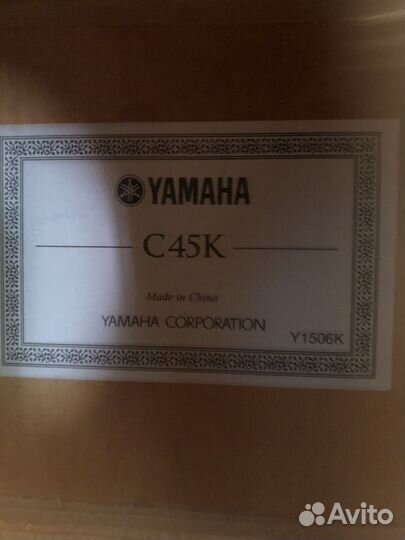 YAMAHA
C45K
Made in China
YAMAHA CORPORATION
Y1506K
Avito